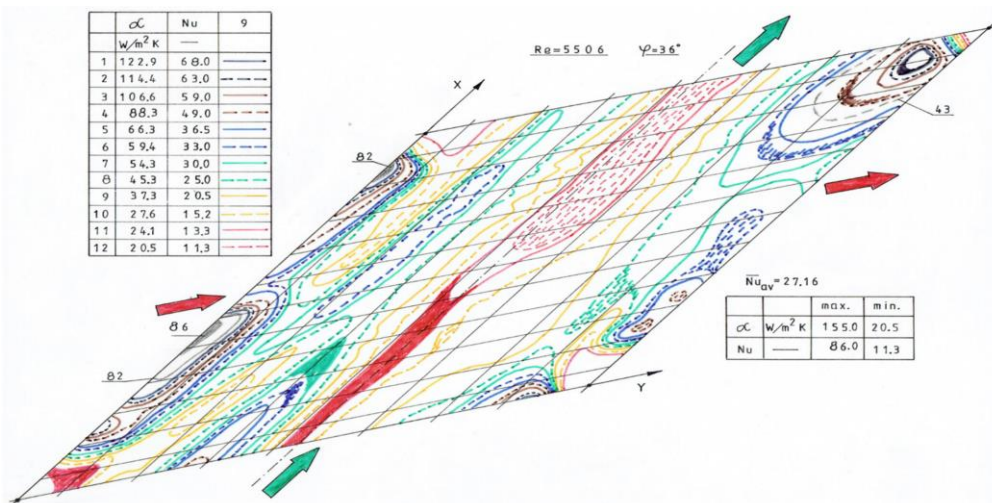 α Nu 9
W/m² K —
1 122.9 68.0
2 114.4 63.0
3 106.6 59.0
4 88.3 49.0
5 66.3 36.5
6 59.4 33.0
7 54.3 30.0
8 45.3 25.0
9 37.3 20.5
10 27.6 15.2
11 24.1 13.3
12 20.5 11.3
Re=5506 φ=36°
X
82
43
86
82
Y
Nu̅av=27.16
max. min.
α W/m² K 155.0 20.5
Nu — 86.0 11.3